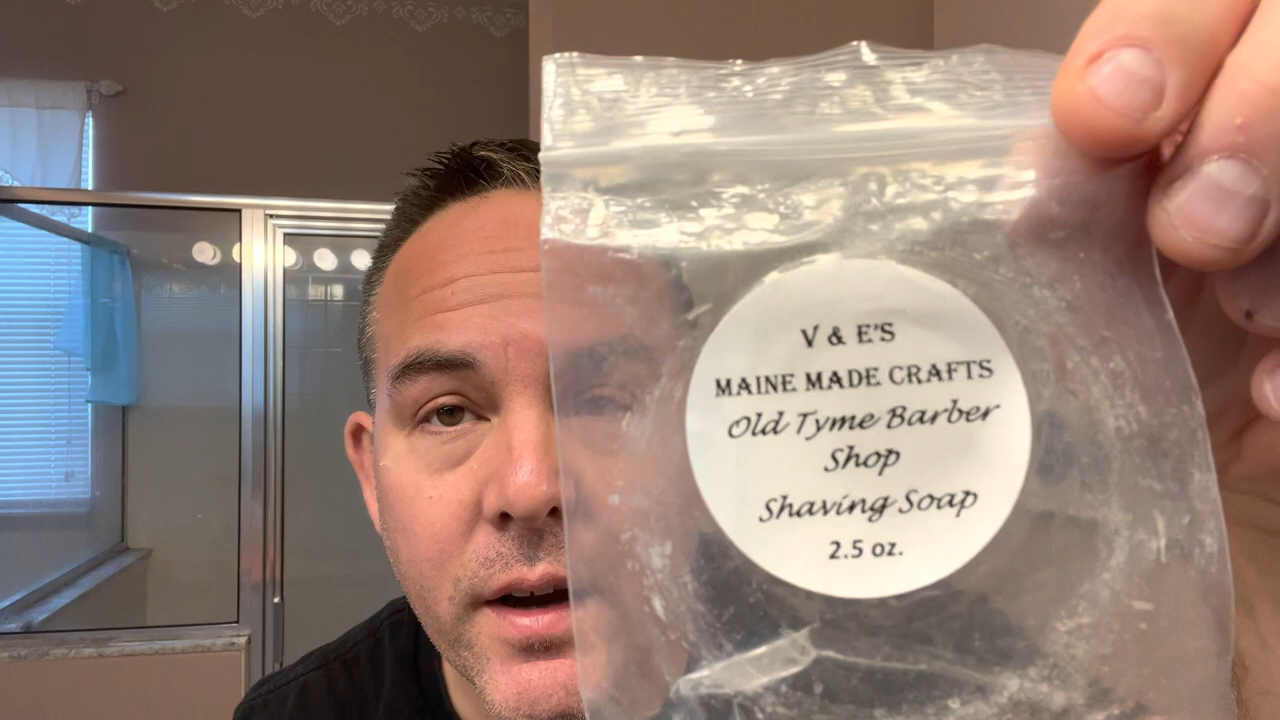 V & E'S
MAINE MADE CRAFTS
Old Tyme Barber
Shop
Shaving Soap
2.5 oz.